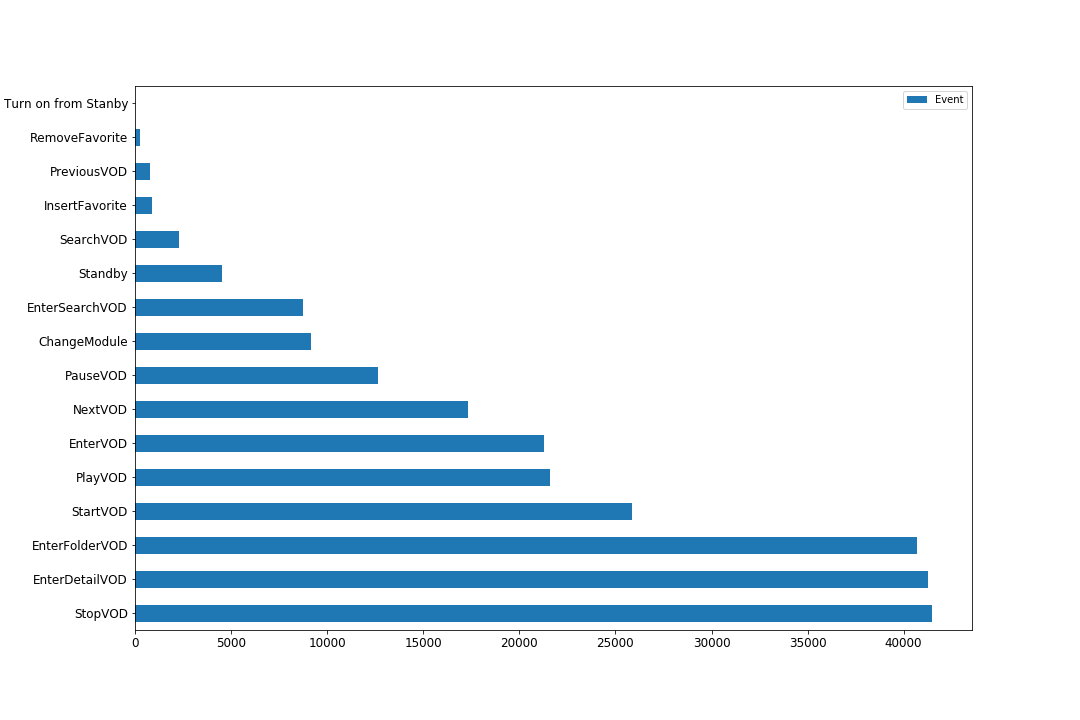 Event
Turn on from Stanby
RemoveFavorite
PreviousVOD
InsertFavorite
SearchVOD
Standby
EnterSearchVOD
ChangeModule
PauseVOD
NextVOD
EnterVOD
PlayVOD
StartVOD
EnterFolderVOD
EnterDetailVOD
StopVOD
0 5000 10000 15000 20000 25000 30000 35000 40000